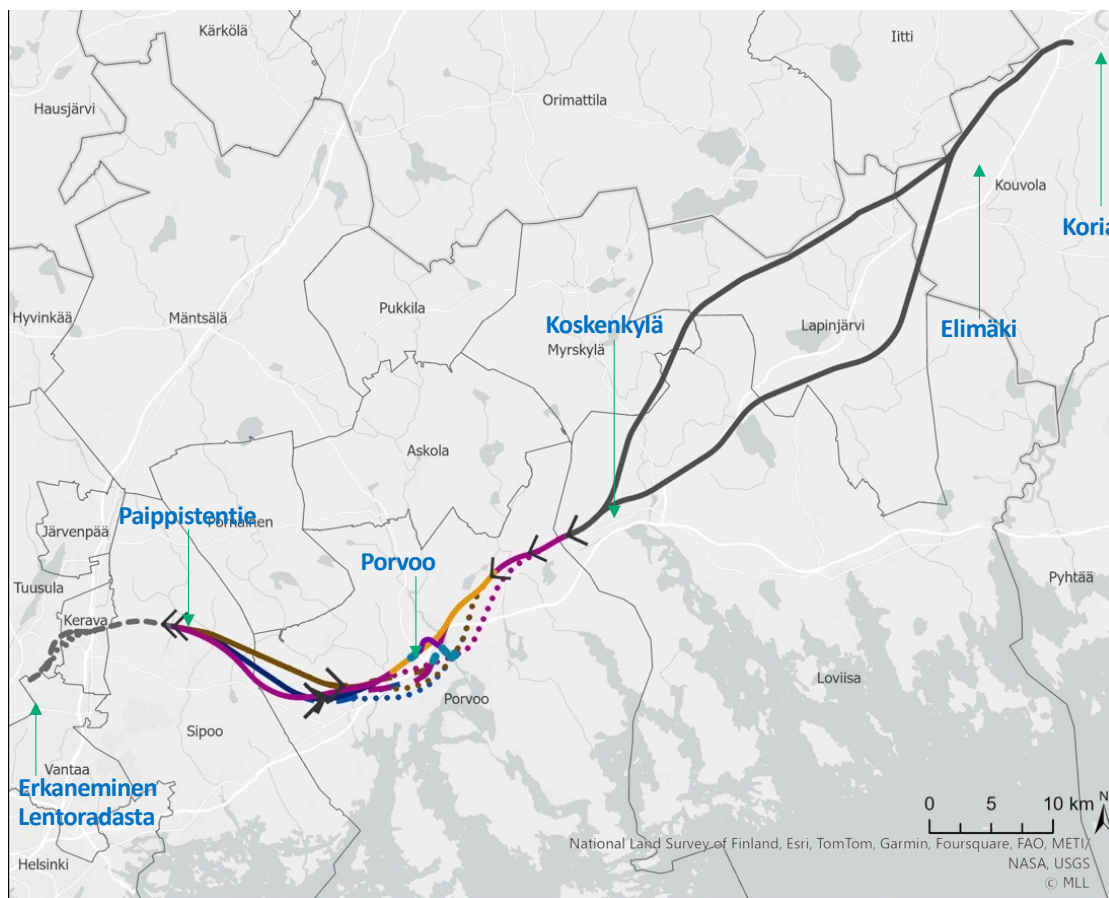 Kärkölä
Iitti
Hausjärvi
Orimattila
Kouvola
Koria
Hyvinkää
Mäntsälä
Pukkila
Koskenkylä
Myrskylä
Lapinjärvi
Elimäki
Askola
Järvenpää
Paippistentie
Pornainen
Porvoo
Tuusula
Kerava
Pyhtää
Loviisa
Porvoo
Sipoo
Vantaa
Erkaneminen
Lentoradasta
Helsinki
0 5 10 km
N
National Land Survey of Finland, Esri, TomTom, Garmin, Foursquare, FAO, METI/
NASA, USGS
© MLL